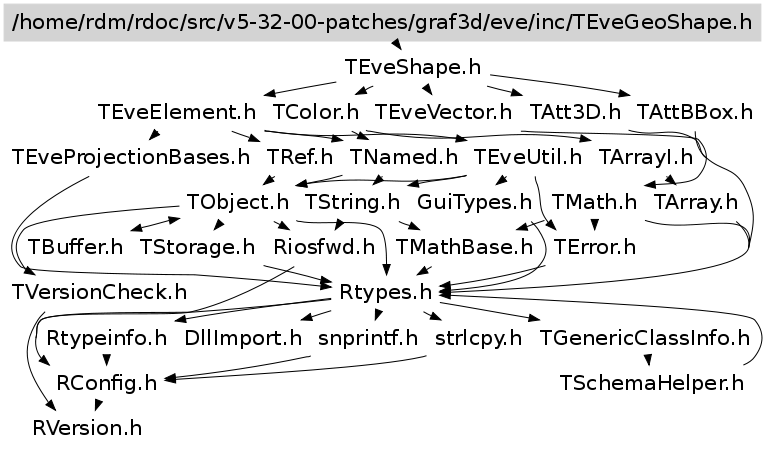 /home/rdm/rdoc/src/v5-32-00-patches/graf3d/eve/inc/TEveGeoShape.h
TEveShape.h
TEveElement.h TColor.h TEveVector.h TAtt3D.h TAttBBox.h
TEveProjectionBases.h TRef.h TNamed.h TEveUtil.h TArrayI.h
TObject.h TString.h GuiTypes.h TMath.h TArray.h
TBuffer.h TStorage.h Riosfwd.h TMathBase.h TError.h
TVersionCheck.h Rtypes.h
Rtypeinfo.h DllImport.h snprintf.h strlcpy.h TGenericClassInfo.h
RConfig.h TSchemaHelper.h
RVersion.h